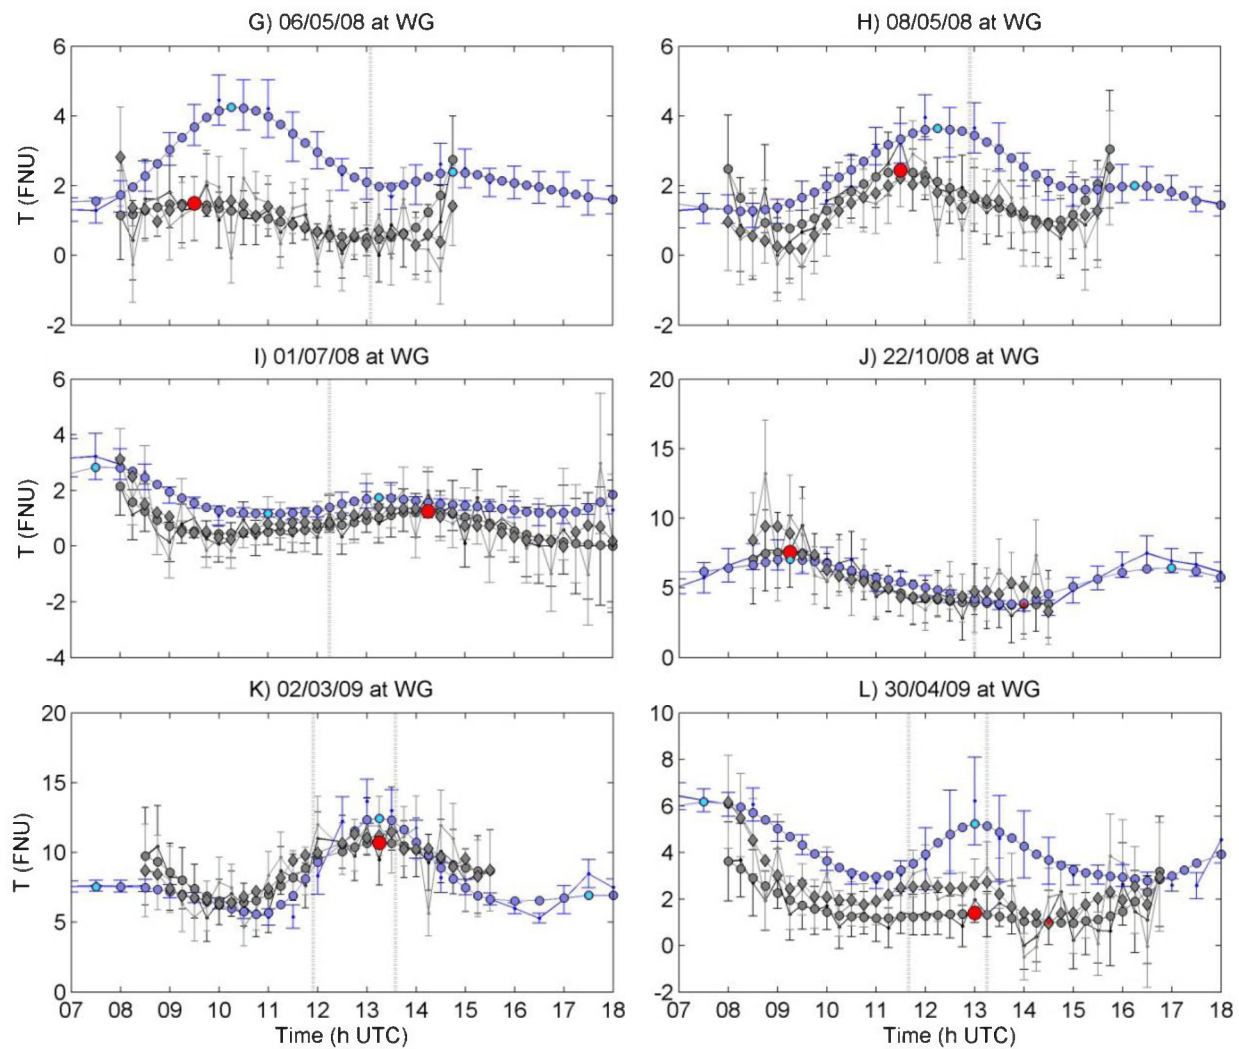 G) 06/05/08 at WG
H) 08/05/08 at WG
6
4
2
0
-2
T (FNU)
6
4
2
0
-2
I) 01/07/08 at WG
J) 22/10/08 at WG
6
4
2
0
-2
-4
T (FNU)
20
15
10
5
0
K) 02/03/09 at WG
L) 30/04/09 at WG
20
15
10
5
0
T (FNU)
10
8
6
4
2
0
-2
07 08 09 10 11 12 13 14 15 16 17 18
07 08 09 10 11 12 13 14 15 16 17 18
Time (h UTC)
Time (h UTC)